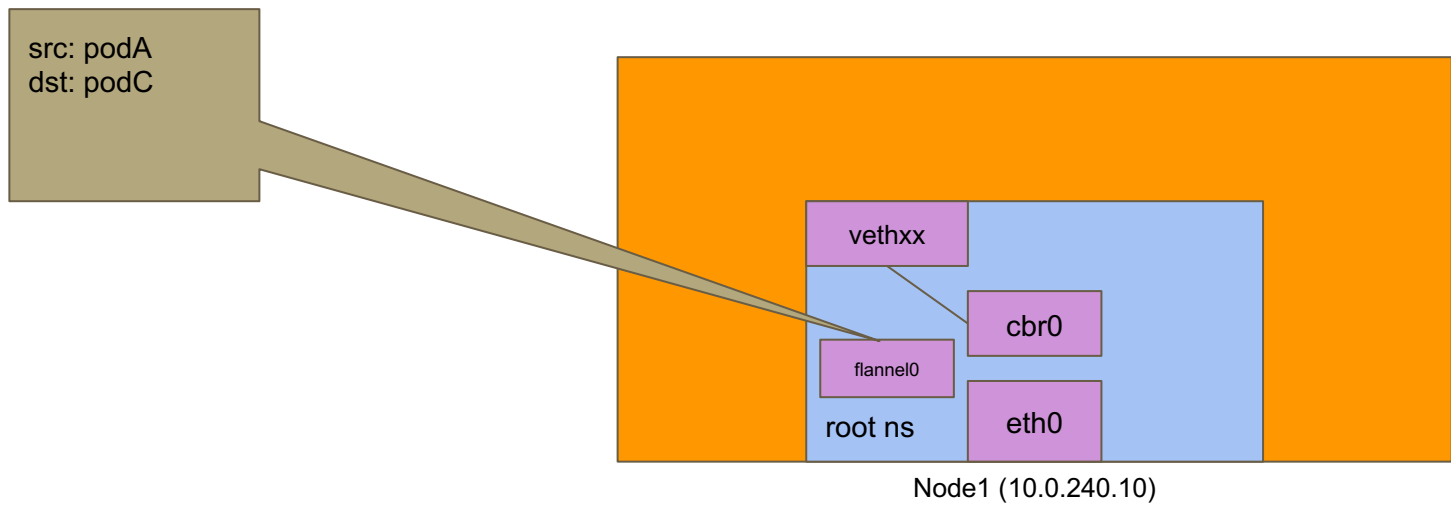 src: podA
dst: podC
vethxx
cbr0
flannel0
root ns
eth0
Node1 (10.0.240.10)